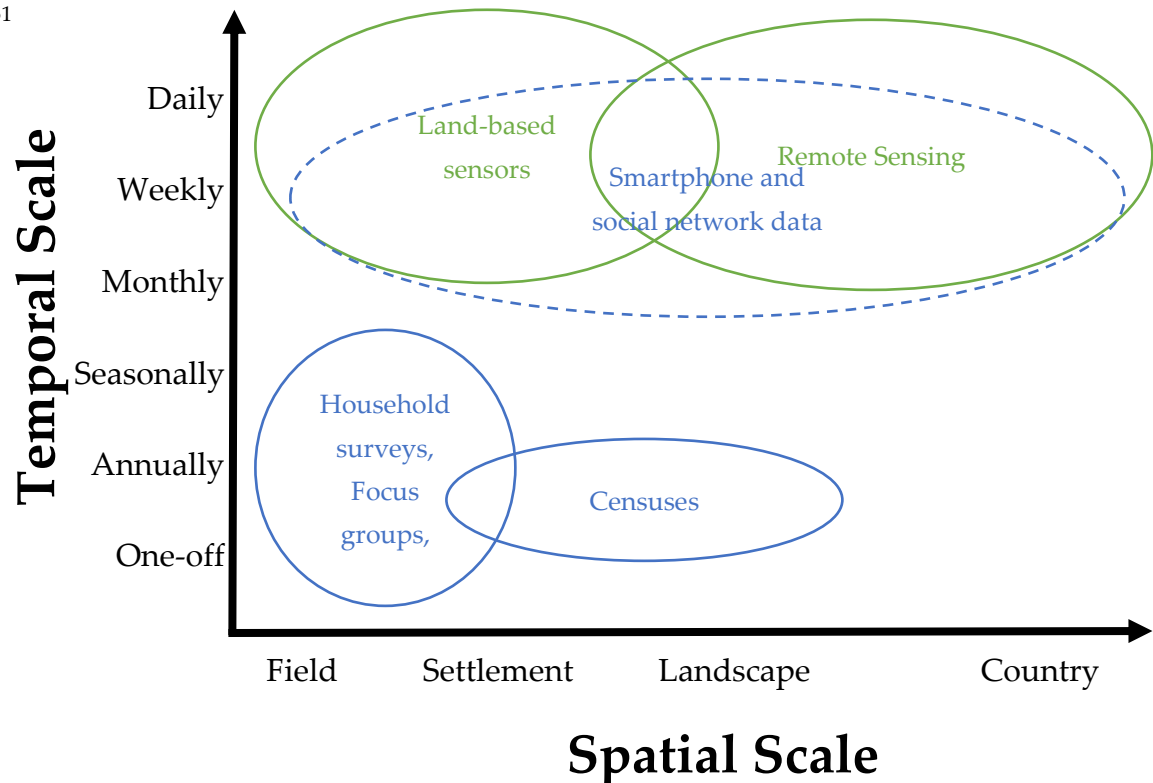 Temporal Scale
Daily
Weekly
Monthly
Seasonally
Annually
One-off
Land-based
sensors
Remote Sensing
Smartphone and
social network data
Household
surveys,
Focus
groups,
Censuses
Field
Settlement
Landscape
Country
Spatial Scale